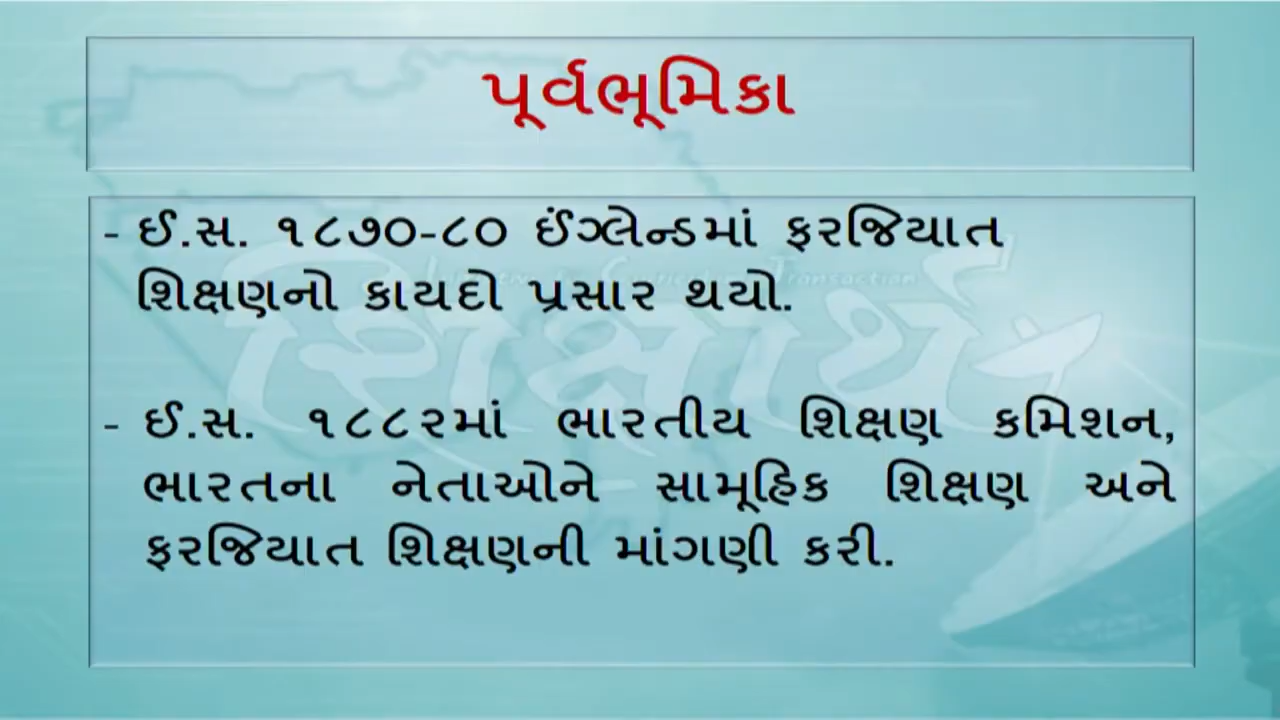 પૂર્વભૂમિકા
- ઈ.સ. ૧૮૭૦-૮૦ ઈંગ્લેન્ડમાં ફરજિયાત
શિક્ષણનો કાયદો પ્રસાર થયો.
- ઈ.સ. ૧૮૮૨માં ભારતીય શિક્ષણ કમિશન,
ભારતના નેતાઓને સામૂહિક શિક્ષણ અને
ફરજિયાત શિક્ષણની માંગણી કરી.